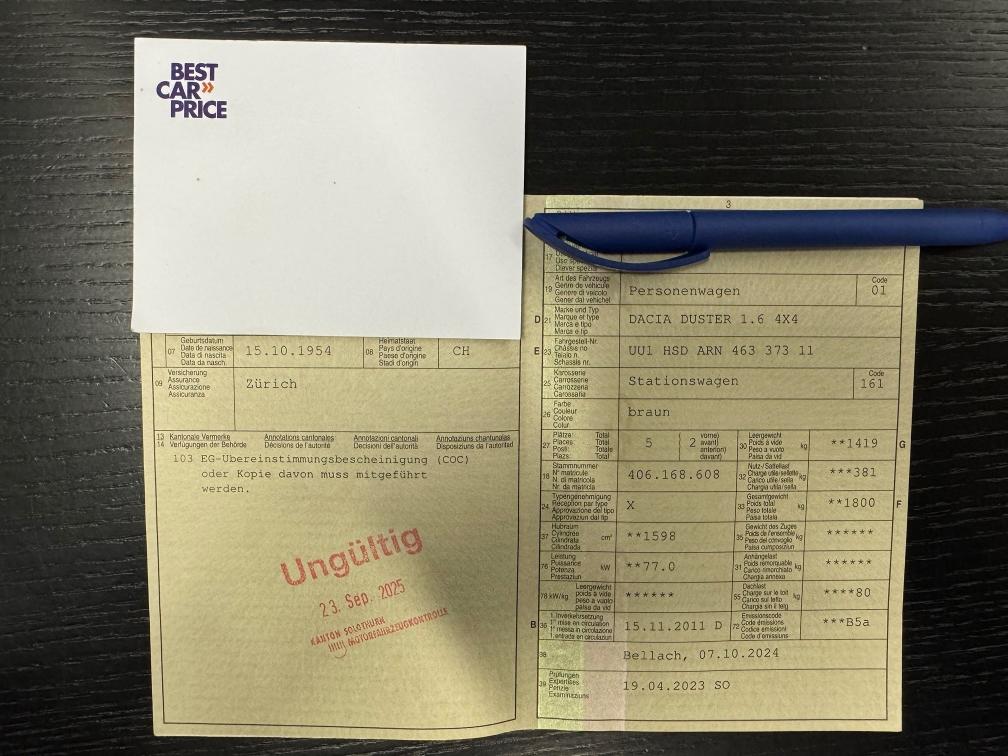 BEST
CAR»
PRICE
07 Geburtsdatum
Date de naissance
Data di nascita
Data da nasch.
15.10.1954
08 Heimatstaat
Pays d'origine
Paese d'origine
Stadi d'origin
CH
09 Versicherung
Assurance
Assicurazione
Assicuranza
Zürich
13 Kantonale Vermerke Annotations cantonales Annotazioni cantonali Annotaziuns chantunalas
14 Verfügungen der Behörde Décisions de l'autorité Decisioni dell'autorità Disposiziuns da l'autoritad
103 EG-Übereinstimmungsbescheinigung (COC)
oder Kopie davon muss mitgeführt
werden.
Ungültig
23. Sep. 2025
KANTON SOLOTHURN
MOTORFAHRZEUGKONTROLLE
3
17
Diever spezial
19 Art des Fahrzeugs
Genre de véhicule
Genere di veicolo
Gener dal vehichel
Personenwagen
Code
01
D 21 Marke und Typ
Marque et type
Marca e tipo
Marca e tip
DACIA DUSTER 1.6 4X4
E 23 Fahrgestell-Nr.
Châssis no
Telaio n.
Schassis nr.
UU1 HSD ARN 463 373 11
25 Karosserie
Carrosserie
Carrozzeria
Carossaria
Stationswagen
Code
161
26 Farbe
Couleur
Colore
Colur
braun
27 Plätze: Total
Places: Total
Posti: Totale
Plazs: Total
5
2
vorne)
avant)
anteriori)
davant)
30 Leergewicht
Poids à vide
Peso a vuoto
Paisa da vid
kg
**1419
G
18 Stammnummer
N° matricule
N. di matricola
Nr. da matricla
406.168.608
32 Nutz-/Sattellast
Charge utile/sellette
Carico utile/sella
Chargia utila/sella
kg
***381
24 Typengenehmigung
Réception par type
Approvazione del tipo
Approvaziun dal tip
X
33 Gesamtgewicht
Poids total
Peso totale
Paisa totala
kg
**1800
F
37 Hubraum
Cylindrée
Cilindrata
Cilindrada
cm³
**1598
35 Gewicht des Zuges
Poids de l'ensemble
Peso del convoglio
Paisa cumposiziun
kg
******
76 Leistung
Puissance
Potenza
Prestaziun
kW
**77.0
31 Anhängelast
Poids remorquable
Carico rimorchiato
Chargia annexa
kg
******
78 kW/kg
Leergewicht
poids à vide
peso a vuoto
paisa da vid
******
55 Dachlast
Charge sur le toit
Carico sul tetto
Chargia sin il tetg
kg
****80
B 36 1. Inverkehrsetzung
1re mise en circulation
1a messa in circolazione
1. entrada en circulaziun
15.11.2011 D
72 Emissionscode
Code émissions
Codice emissioni
Code d'emissiuns
***B5a
38
Bellach, 07.10.2024
39 Prüfungen
Expertises
Perizie
Examinaziuns
19.04.2023 SO